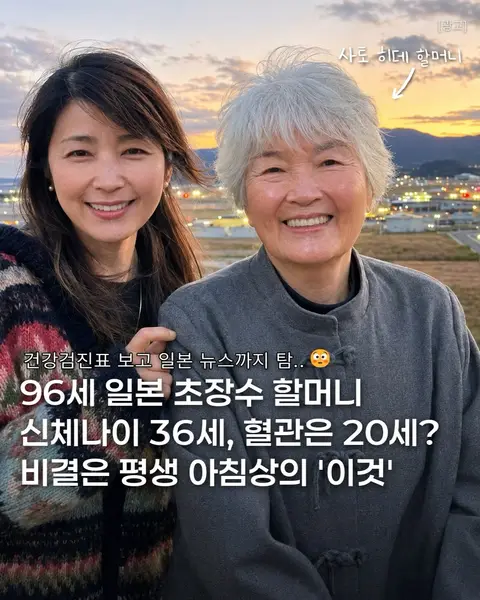 [광고]
사토 히데 할머니
건강검진표 보고 일본 뉴스까지 탐.. 😳
96세 일본 초장수 할머니
신체나이 36세, 혈관은 20세?
비결은 평생 아침상의 '이것'